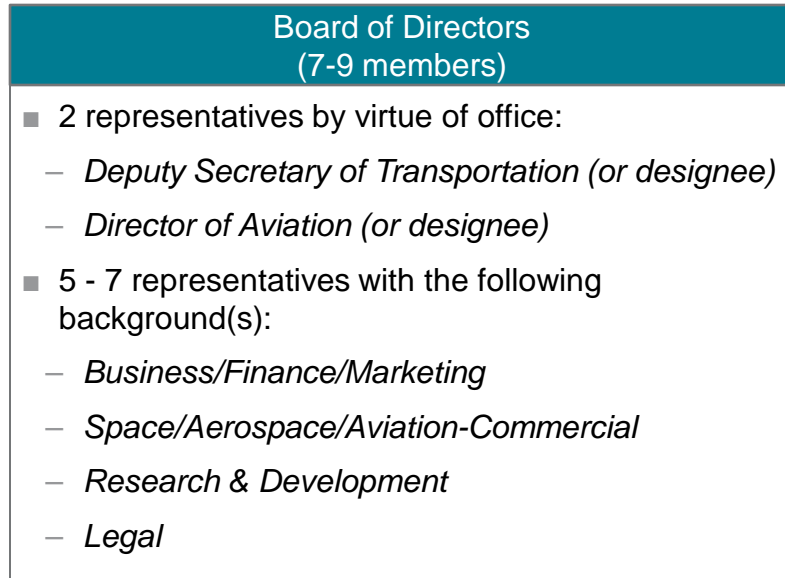 Board of Directors
(7-9 members)
■ 2 representatives by virtue of office:
– Deputy Secretary of Transportation (or designee)
– Director of Aviation (or designee)
■ 5 - 7 representatives with the following
background(s):
– Business/Finance/Marketing
– Space/Aerospace/Aviation-Commercial
– Research & Development
– Legal